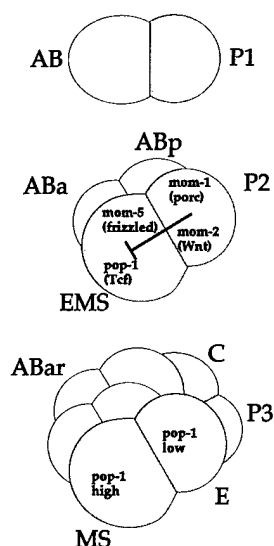 AB P1
ABp
ABa P2
mom-1
(porc)
mom-5
(frizzled)
mom-2
(Wnt)
pop-1
(Tcf)
EMS
C
ABar
P3
pop-1
low
pop-1
high
E
MS